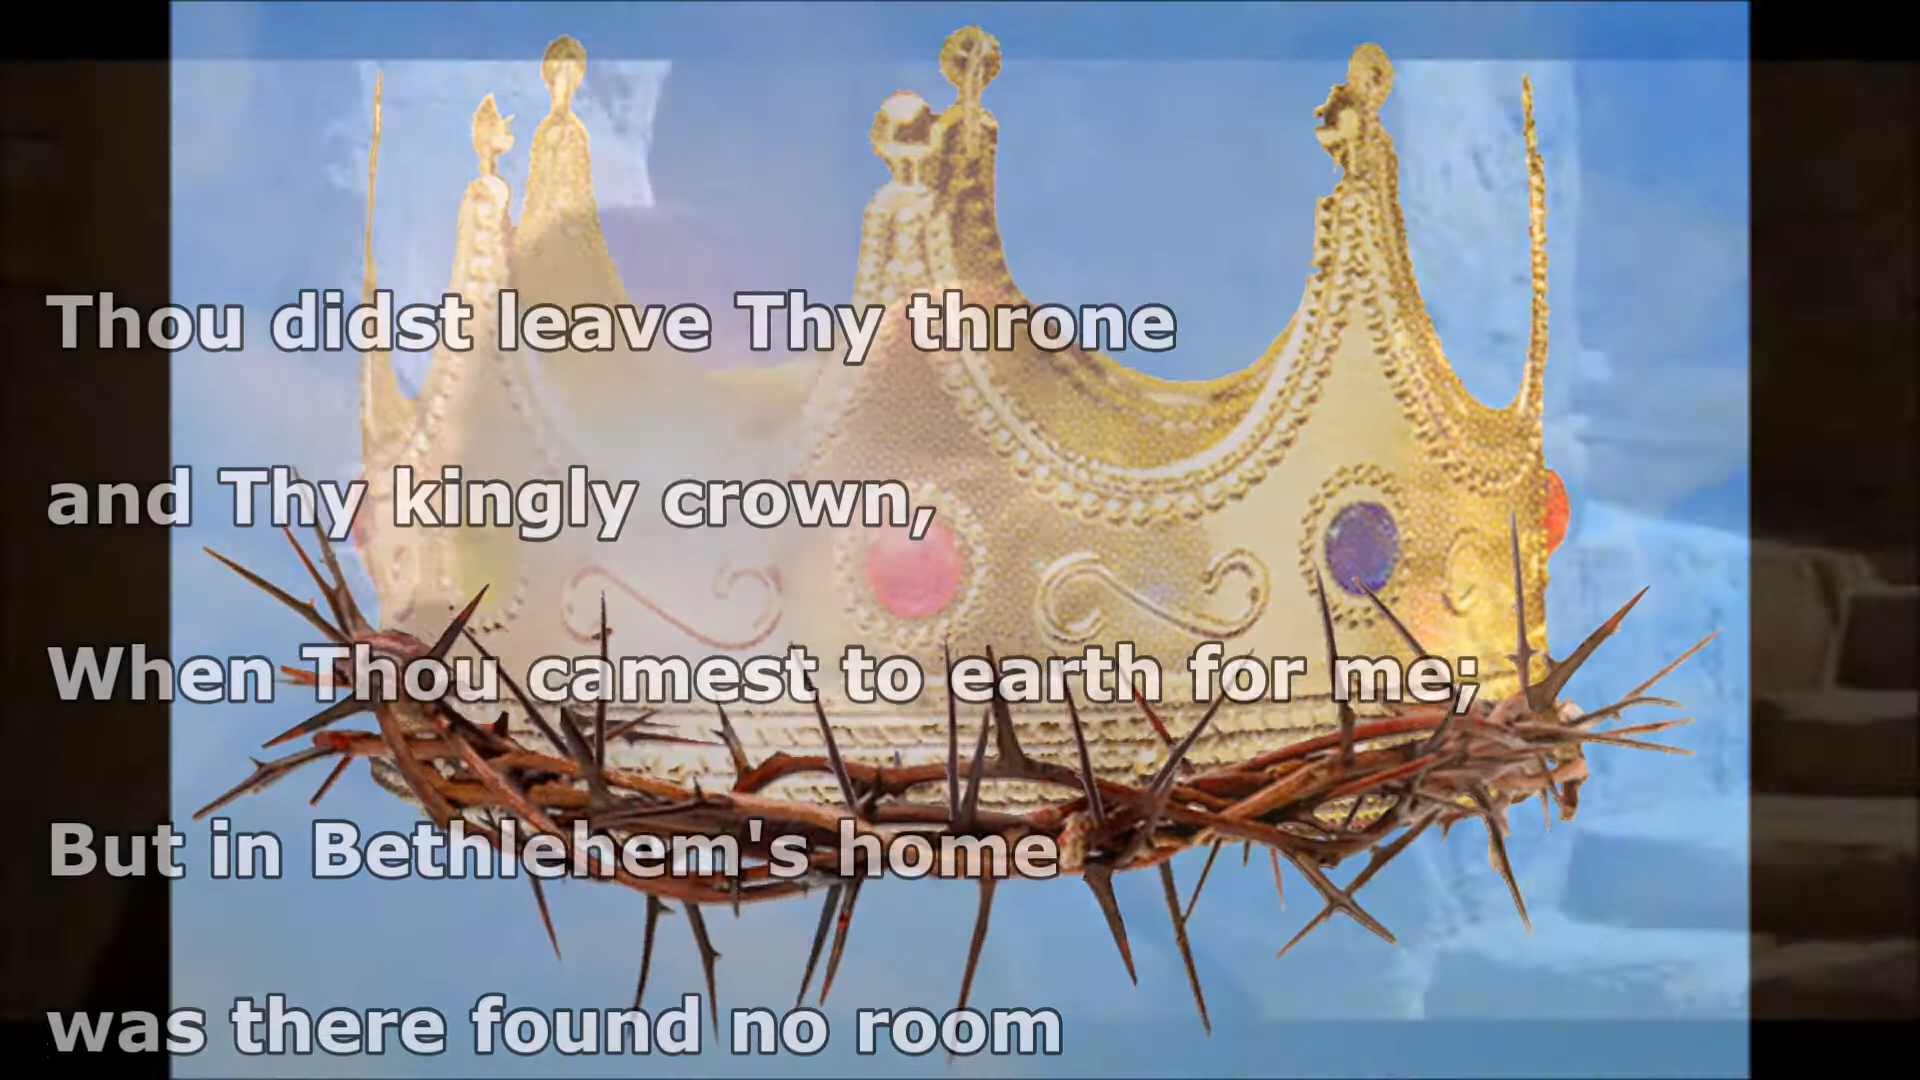 Thou didst leave Thy throne
and Thy kingly crown,
When Thou camest to earth for me;
But in Bethlehem's home
was there found no room